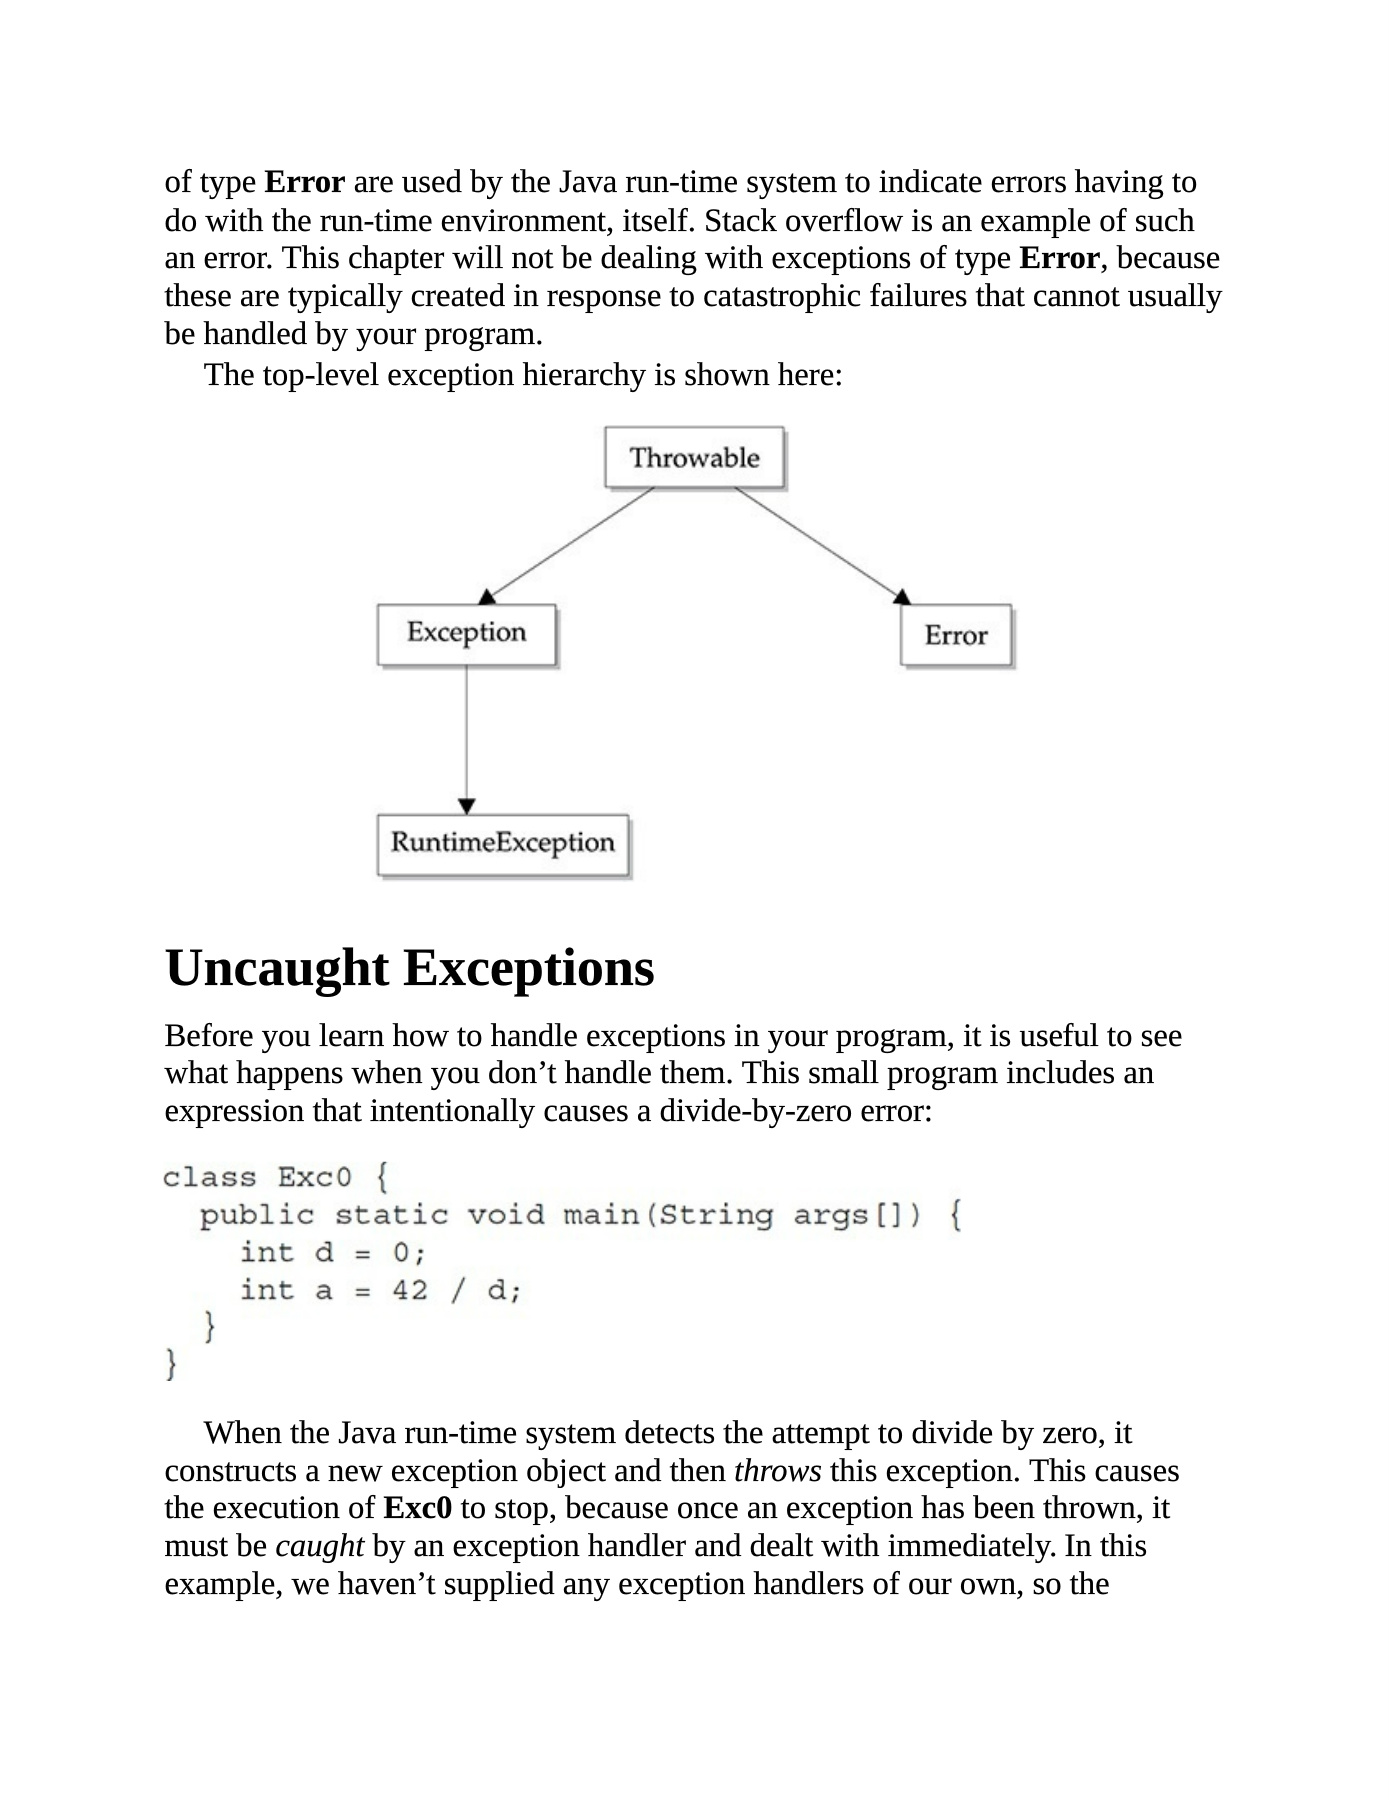 of type Error are used by the Java run-time system to indicate errors having to
do with the run-time environment, itself. Stack overflow is an example of such
an error. This chapter will not be dealing with exceptions of type Error, because
these are typically created in response to catastrophic failures that cannot usually
be handled by your program.
The top-level exception hierarchy is shown here:
Throwable
Exception
Error
RuntimeException
Uncaught Exceptions
Before you learn how to handle exceptions in your program, it is useful to see
what happens when you don’t handle them. This small program includes an
expression that intentionally causes a divide-by-zero error:
class Exc0 {
  public static void main(String args[]) {
    int d = 0;
    int a = 42 / d;
  }
}
When the Java run-time system detects the attempt to divide by zero, it
constructs a new exception object and then throws this exception. This causes
the execution of Exc0 to stop, because once an exception has been thrown, it
must be caught by an exception handler and dealt with immediately. In this
example, we haven’t supplied any exception handlers of our own, so the